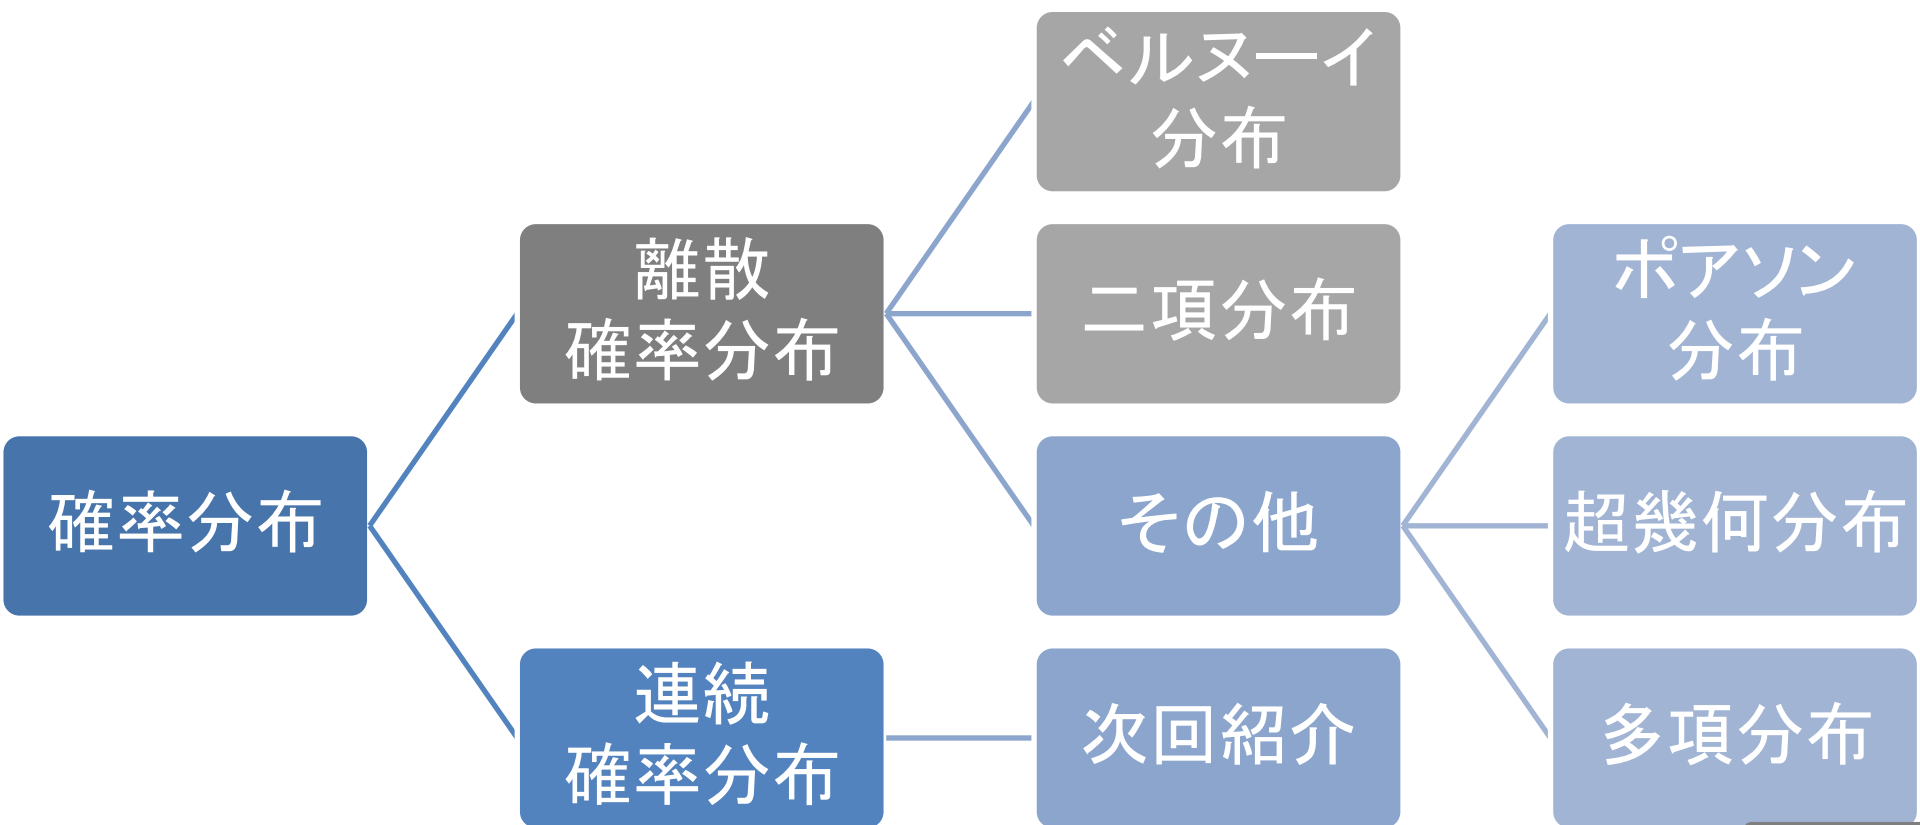 確率分布
離散
確率分布
連続
確率分布
ベルヌーイ
分布
二項分布
その他
次回紹介
ポアソン
分布
超幾何分布
多項分布